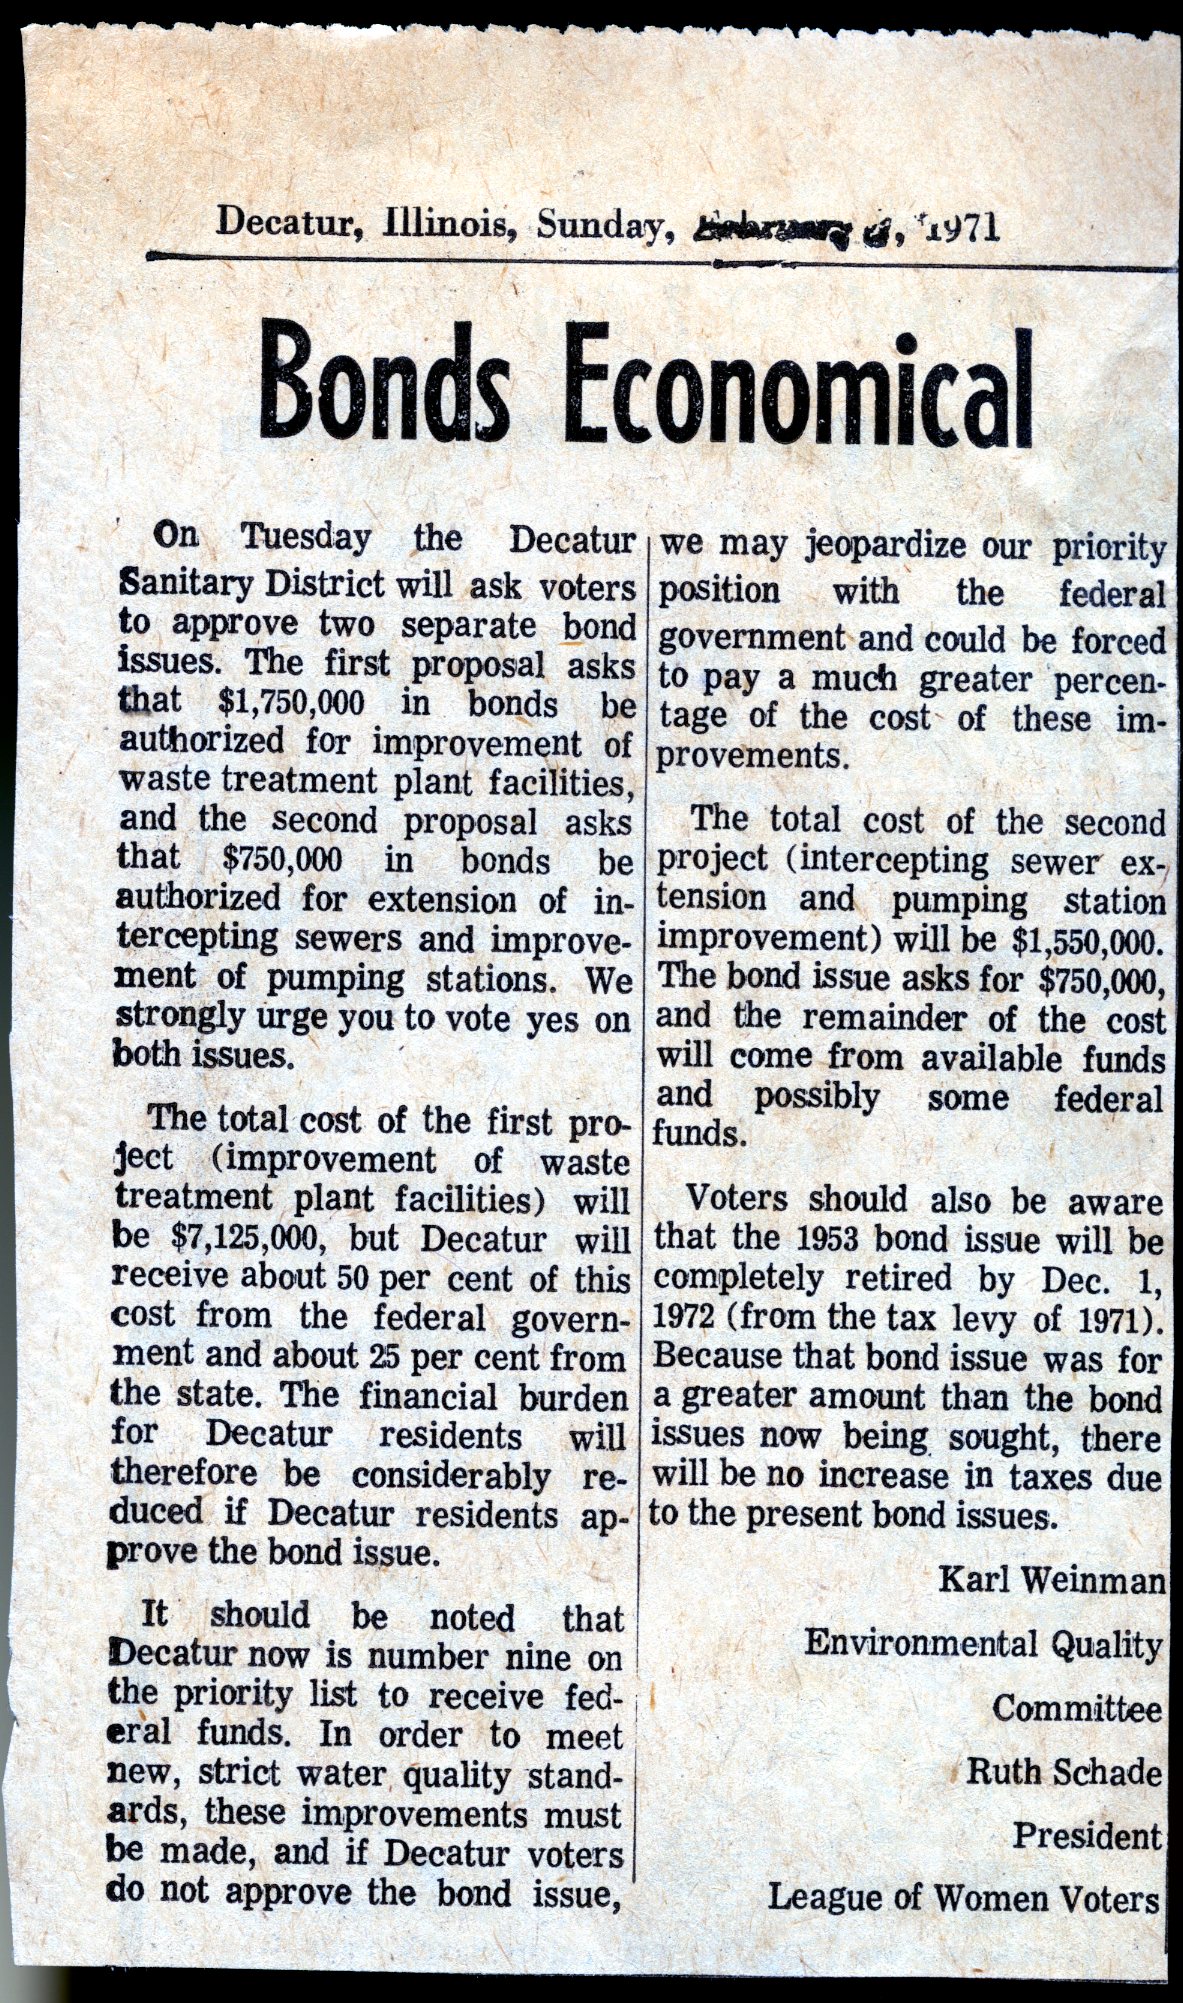 Decatur, Illinois, Sunday, February , 1971
Bonds Economical
On Tuesday the Decatur
Sanitary District will ask voters
to approve two separate bond
issues. The first proposal asks
that $1,750,000 in bonds be
authorized for improvement of
waste treatment plant facilities,
and the second proposal asks
that $750,000 in bonds be
authorized for extension of in-
tercepting sewers and improve-
ment of pumping stations. We
strongly urge you to vote yes on
both issues.
The total cost of the first pro-
ject (improvement of waste
treatment plant facilities) will
be $7,125,000, but Decatur will
receive about 50 per cent of this
cost from the federal govern-
ment and about 25 per cent from
the state. The financial burden
for Decatur residents will
therefore be considerably re-
duced if Decatur residents ap-
prove the bond issue.
It should be noted that
Decatur now is number nine on
the priority list to receive fed-
eral funds. In order to meet
new, strict water quality stand-
ards, these improvements must
be made, and if Decatur voters
do not approve the bond issue,
we may jeopardize our priority
position with the federal
government and could be forced
to pay a much greater percen-
tage of the cost of these im-
provements.
The total cost of the second
project (intercepting sewer ex-
tension and pumping station
improvement) will be $1,550,000.
The bond issue asks for $750,000,
and the remainder of the cost
will come from available funds
and possibly some federal
funds.
Voters should also be aware
that the 1953 bond issue will be
completely retired by Dec. 1,
1972 (from the tax levy of 1971).
Because that bond issue was for
a greater amount than the bond
issues now being sought, there
will be no increase in taxes due
to the present bond issues.
Karl Weinman
Environmental Quality
Committee
Ruth Schade
President
League of Women Voters